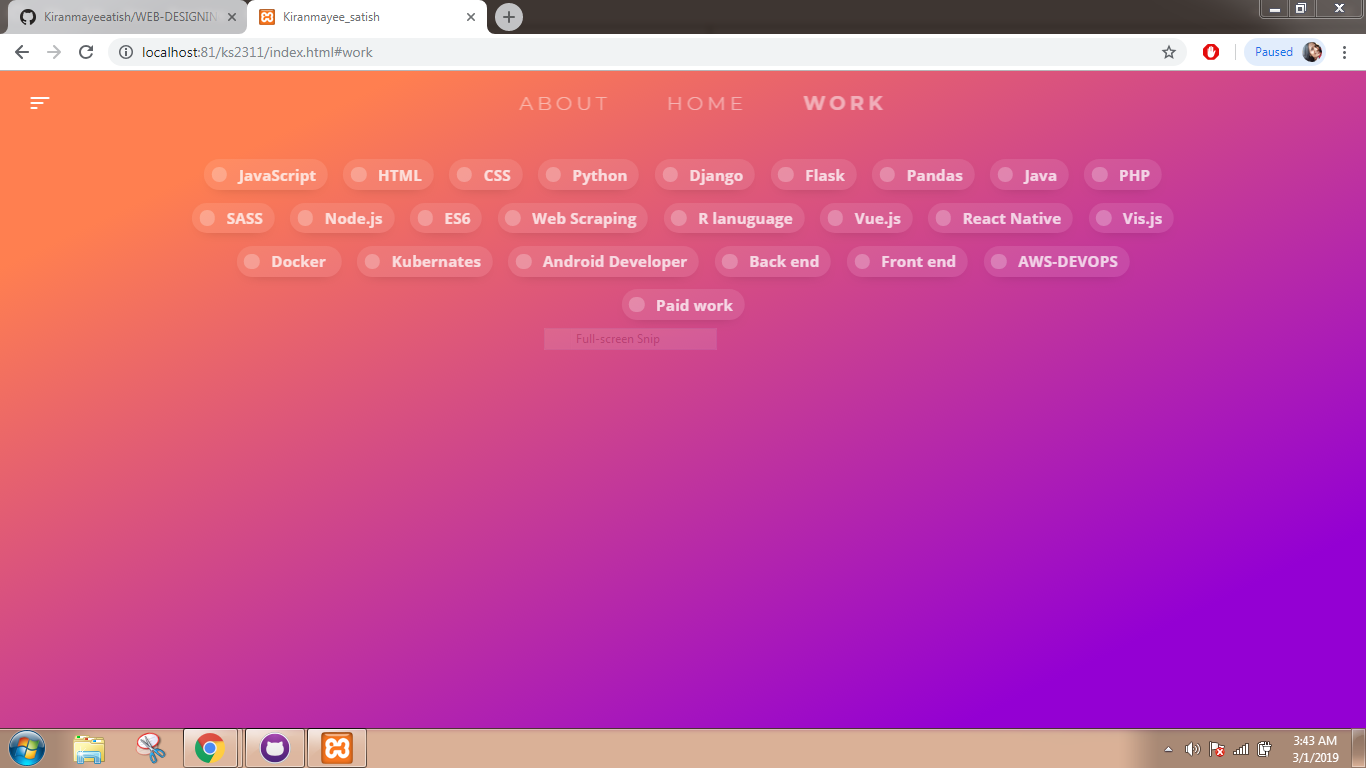 Kiranmayeeatish/WEB-DESIGNIN
Kiranmayee_satish
localhost:81/ks2311/index.html#work
Paused
ABOUT HOME WORK
JavaScript HTML CSS Python Django Flask Pandas Java PHP
SASS Node.js ES6 Web Scraping R lanuguage Vue.js React Native Vis.js
Docker Kubernates Android Developer Back end Front end AWS-DEVOPS
Paid work
Full-screen Snip
3:43 AM
3/1/2019